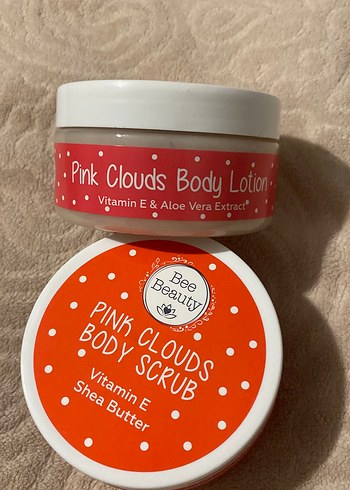 Pink Clouds Body Lotion
Vitamin E & Aloe Vera Extract
Bee
Beauty
PINK CLOUDS
BODY SCRUB
Vitamin E
Shea Butter